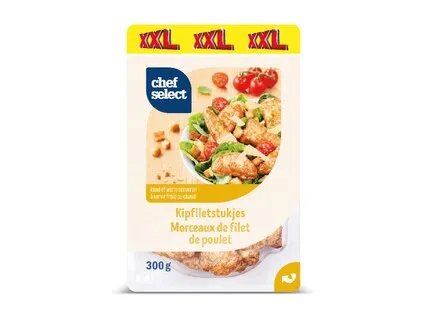 XXL XXL XXL
chef
select
Kipfiletstukjes
Morceaux de filet
de poulet
300 g